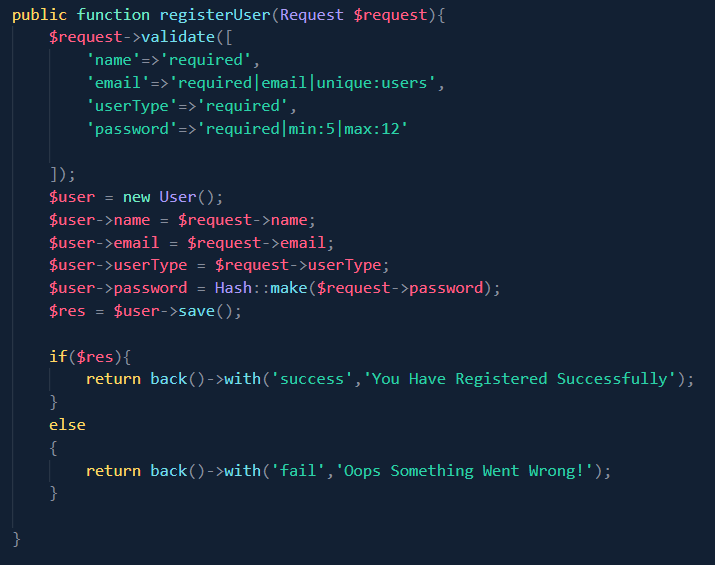 public function registerUser(Request $request){
    $request->validate([
        'name'=>'required',
        'email'=>'required|email|unique:users',
        'userType'=>'required',
        'password'=>'required|min:5|max:12'
    ]);
    $user = new User();
    $user->name = $request->name;
    $user->email = $request->email;
    $user->userType = $request->userType;
    $user->password = Hash::make($request->password);
    $res = $user->save();
    if($res){
        return back()->with('success','You Have Registered Successfully');
    }
    else
    {
        return back()->with('fail','Oops Something Went Wrong!');
    }
}